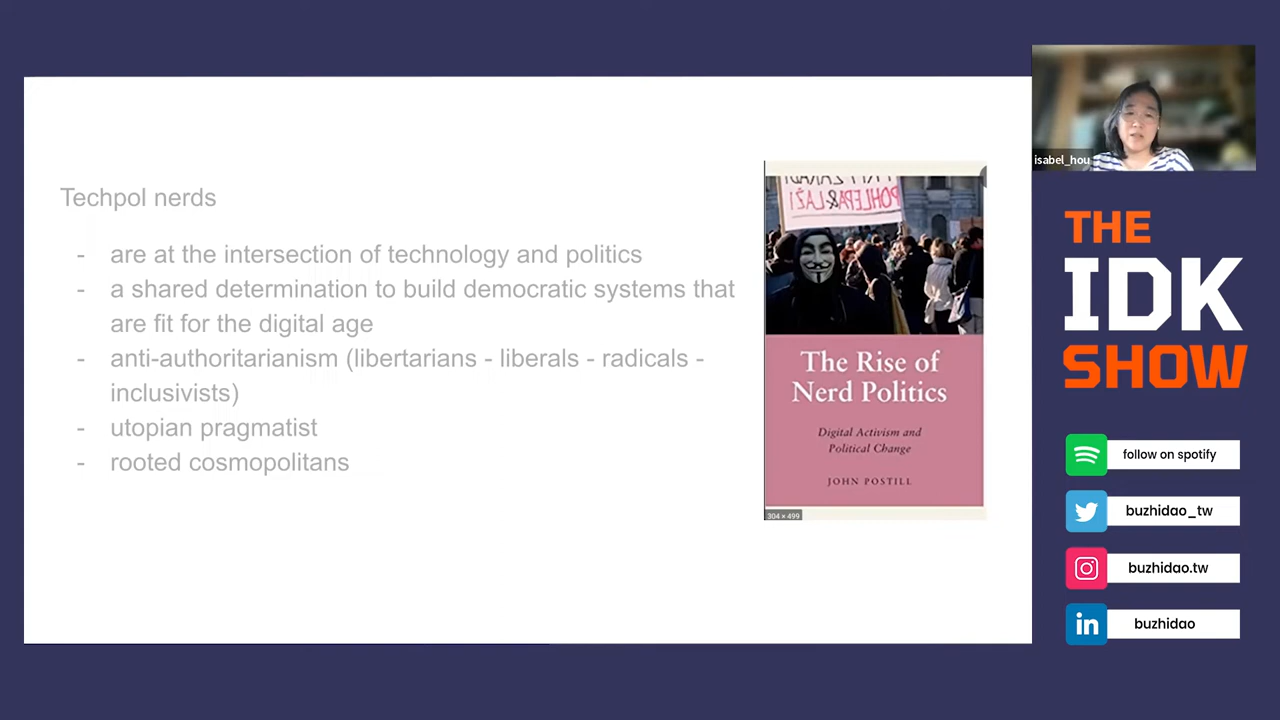 Techpol nerds
- are at the intersection of technology and politics
- a shared determination to build democratic systems that
are fit for the digital age
- anti-authoritarianism (libertarians - liberals - radicals -
inclusivists)
- utopian pragmatist
- rooted cosmopolitans
POHLEPA & LAŽI
The Rise of
Nerd Politics
Digital Activism and
Political Change
JOHN POSTILL
304 × 499
isabel_hou
THE
IDK
SHOW
follow on spotify
buzhidao_tw
buzhidao.tw
in buzhidao